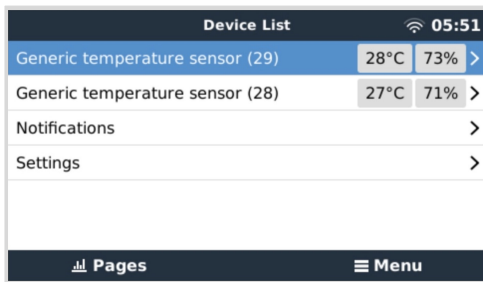 Device List 05:51
Generic temperature sensor (29) 28°C 73%
Generic temperature sensor (28) 27°C 71%
Notifications
Settings
Pages Menu